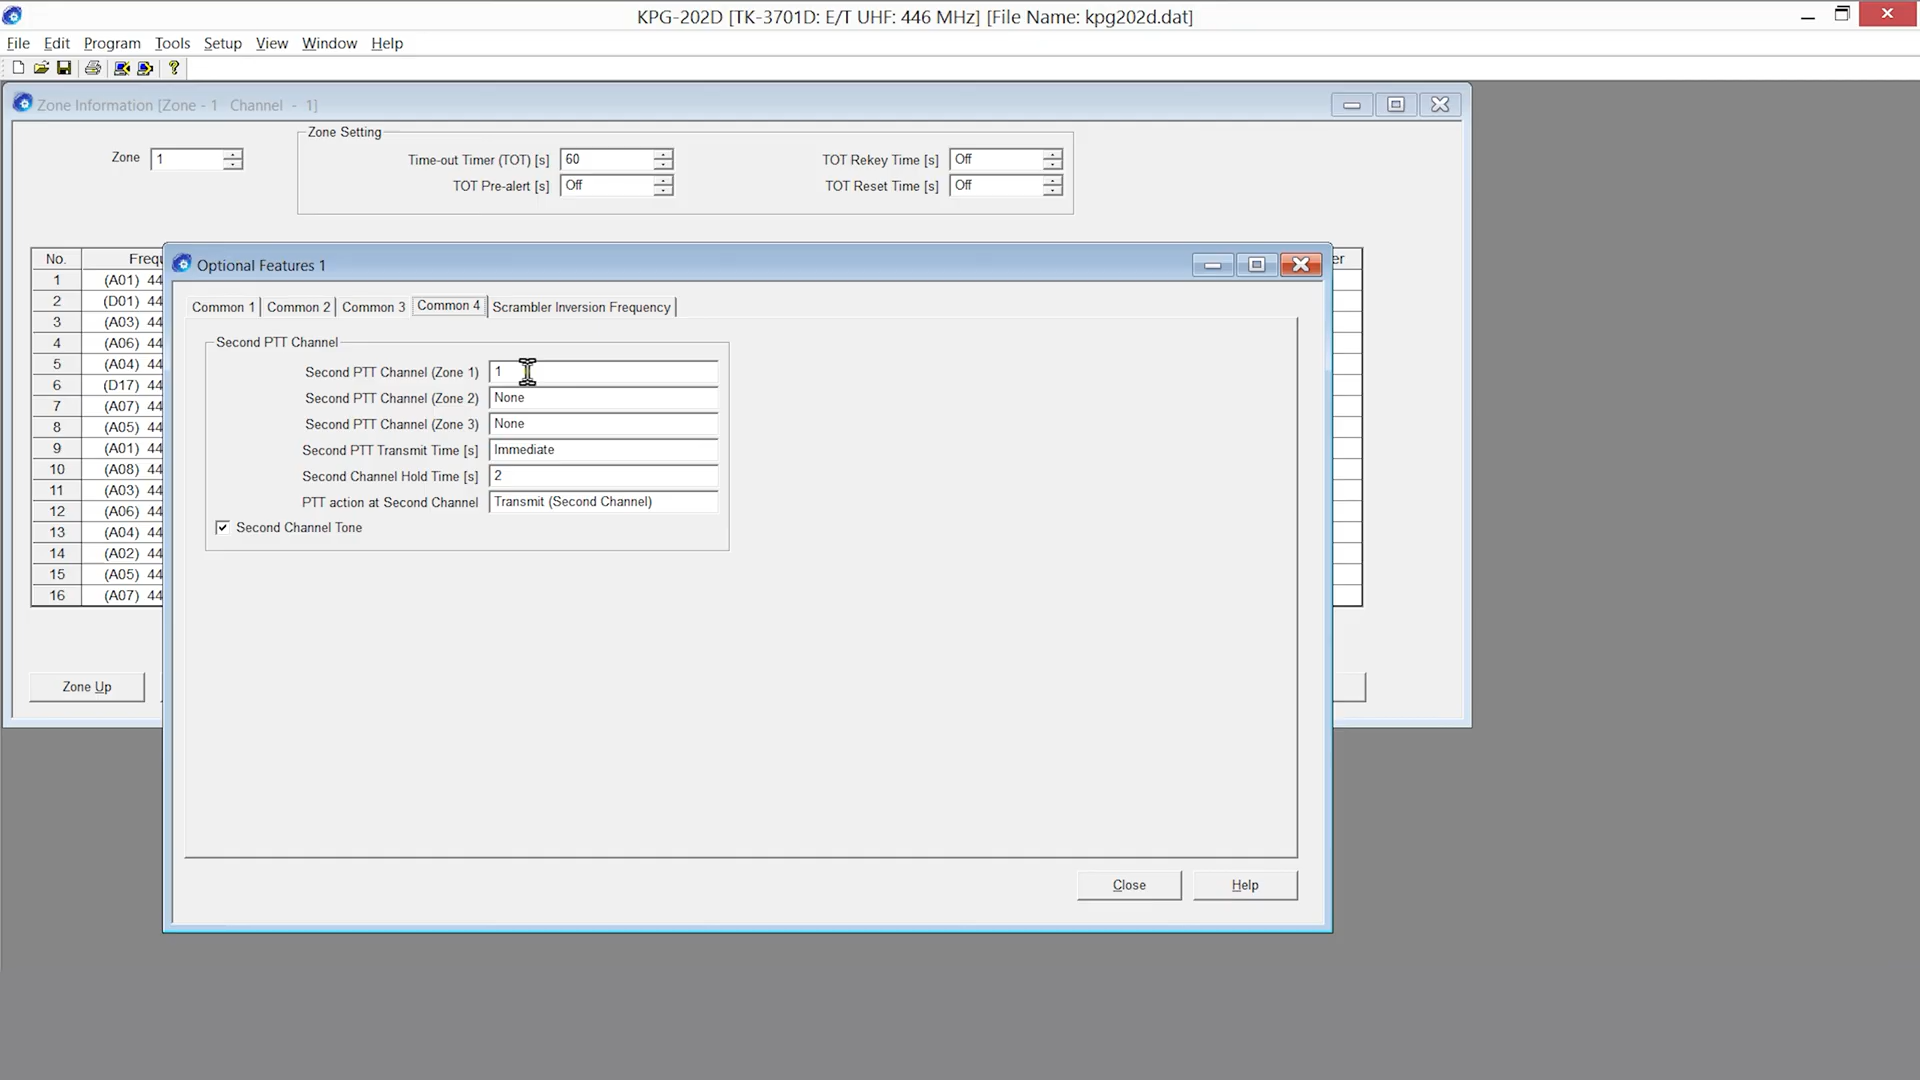 KPG-202D [TK-3701D: E/T UHF: 446 MHz] [File Name: kpg202d.dat]
File Edit Program Tools Setup View Window Help
Zone Information [Zone - 1 Channel - 1]
Zone Setting
Zone 1
Time-out Timer (TOT) [s] 60
TOT Rekey Time [s] Off
TOT Pre-alert [s] Off
TOT Reset Time [s] Off
No. Frequ er
1 (A01) 44
2 (D01) 44
3 (A03) 44
4 (A06) 44
5 (A04) 44
6 (D17) 44
7 (A07) 44
8 (A05) 44
9 (A01) 44
10 (A08) 44
11 (A03) 44
12 (A06) 44
13 (A04) 44
14 (A02) 44
15 (A05) 44
16 (A07) 44
Zone Up
Optional Features 1
Common 1 Common 2 Common 3 Common 4 Scrambler Inversion Frequency
Second PTT Channel
Second PTT Channel (Zone 1) 1
Second PTT Channel (Zone 2) None
Second PTT Channel (Zone 3) None
Second PTT Transmit Time [s] Immediate
Second Channel Hold Time [s] 2
PTT action at Second Channel Transmit (Second Channel)
Second Channel Tone
Close Help